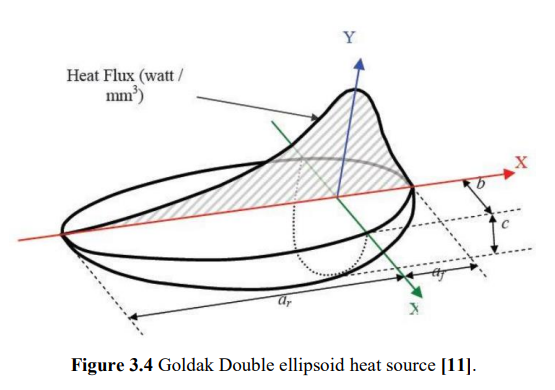 Y
Heat Flux (watt /
mm³)
X
b
c
a_f
a_r
X
Figure 3.4 Goldak Double ellipsoid heat source [11].